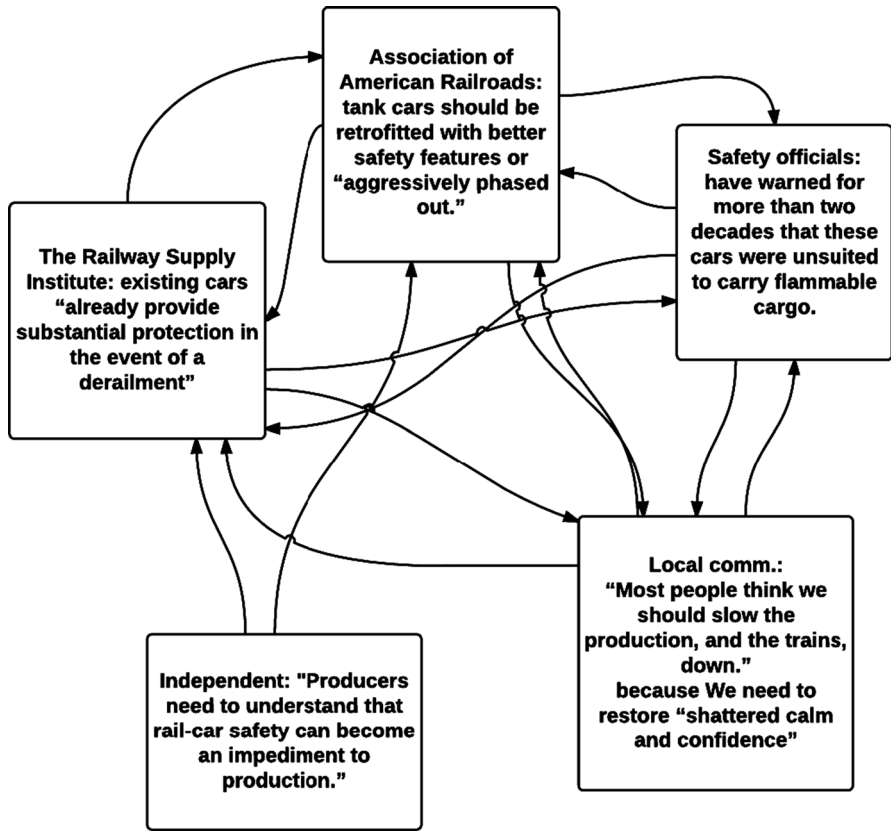 Association of
American Railroads:
tank cars should be
retrofitted with better
safety features or
“aggressively phased
out.”
Safety officials:
have warned for
more than two
decades that these
cars were unsuited
to carry flammable
cargo.
The Railway Supply
Institute: existing cars
“already provide
substantial protection in
the event of a
derailment”
Local comm.:
“Most people think we
should slow the
production, and the trains,
down.”
because We need to
restore “shattered calm
and confidence”
Independent: "Producers
need to understand that
rail-car safety can become
an impediment to
production.”